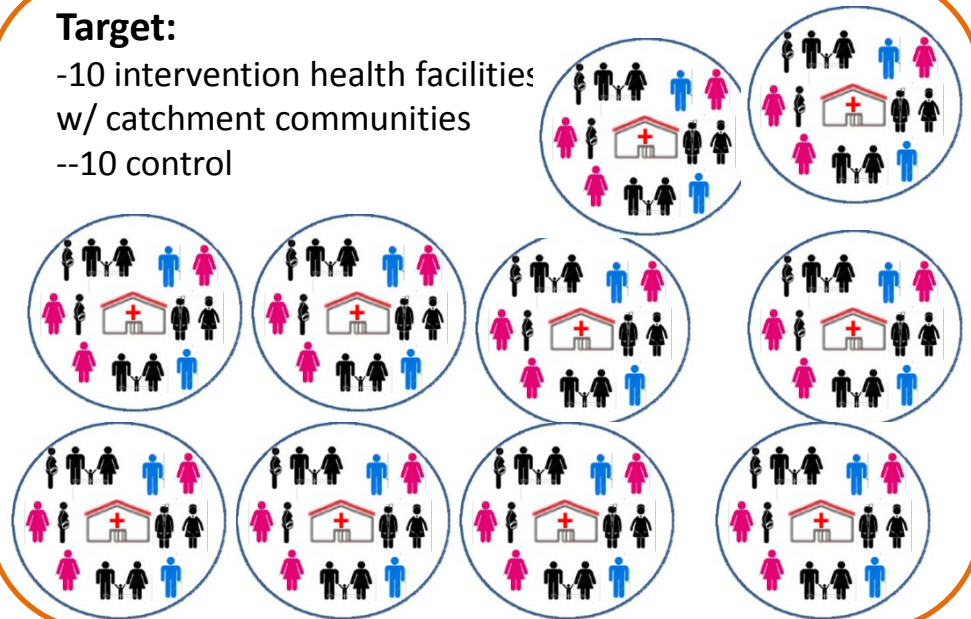 Target:
-10 intervention health facilities
w/ catchment communities
--10 control